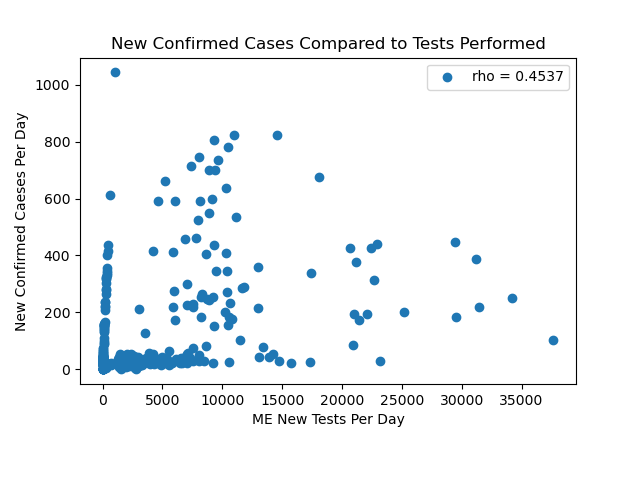 New Confirmed Cases Compared to Tests Performed
rho = 0.4537
New Confirmed Caeses Per Day
1000
800
600
400
200
0
0 5000 10000 15000 20000 25000 30000 35000
ME New Tests Per Day